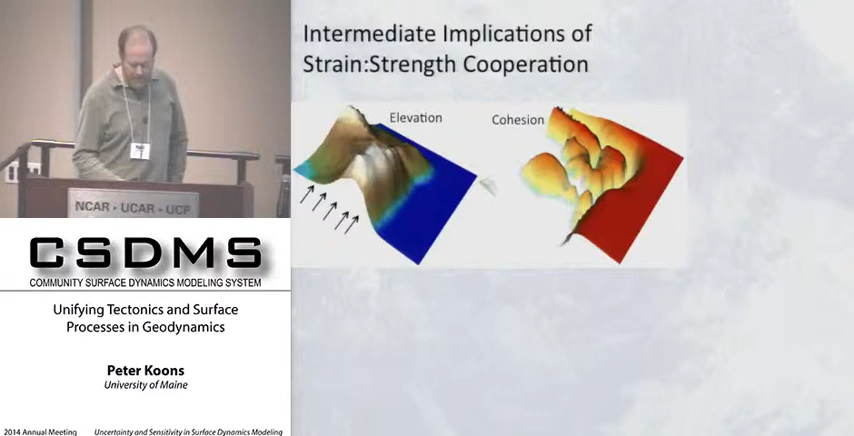 Intermediate Implications of
Strain:Strength Cooperation
Elevation
Cohesion
NCAR • UCAR • UCP
CSDMS
COMMUNITY SURFACE DYNAMICS MODELING SYSTEM
Unifying Tectonics and Surface
Processes in Geodynamics
Peter Koons
University of Maine
2014 Annual Meeting
Uncertainty and Sensitivity in Surface Dynamics Modeling